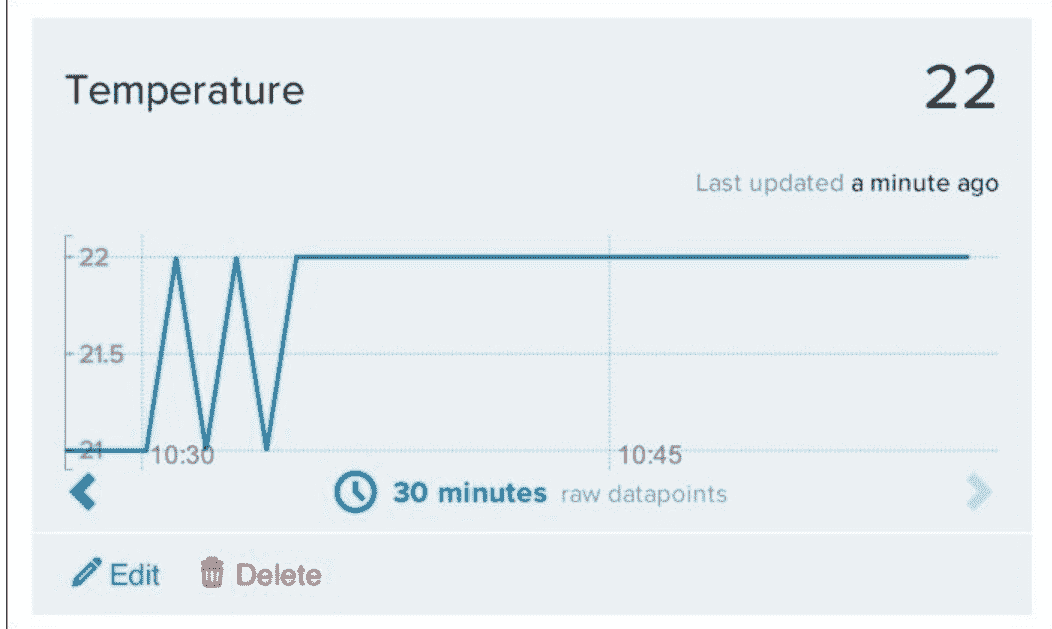 Temperature
22
Last updated a minute ago
22
21.5
21
10:30
10:45
30 minutes raw datapoints
Edit
Delete